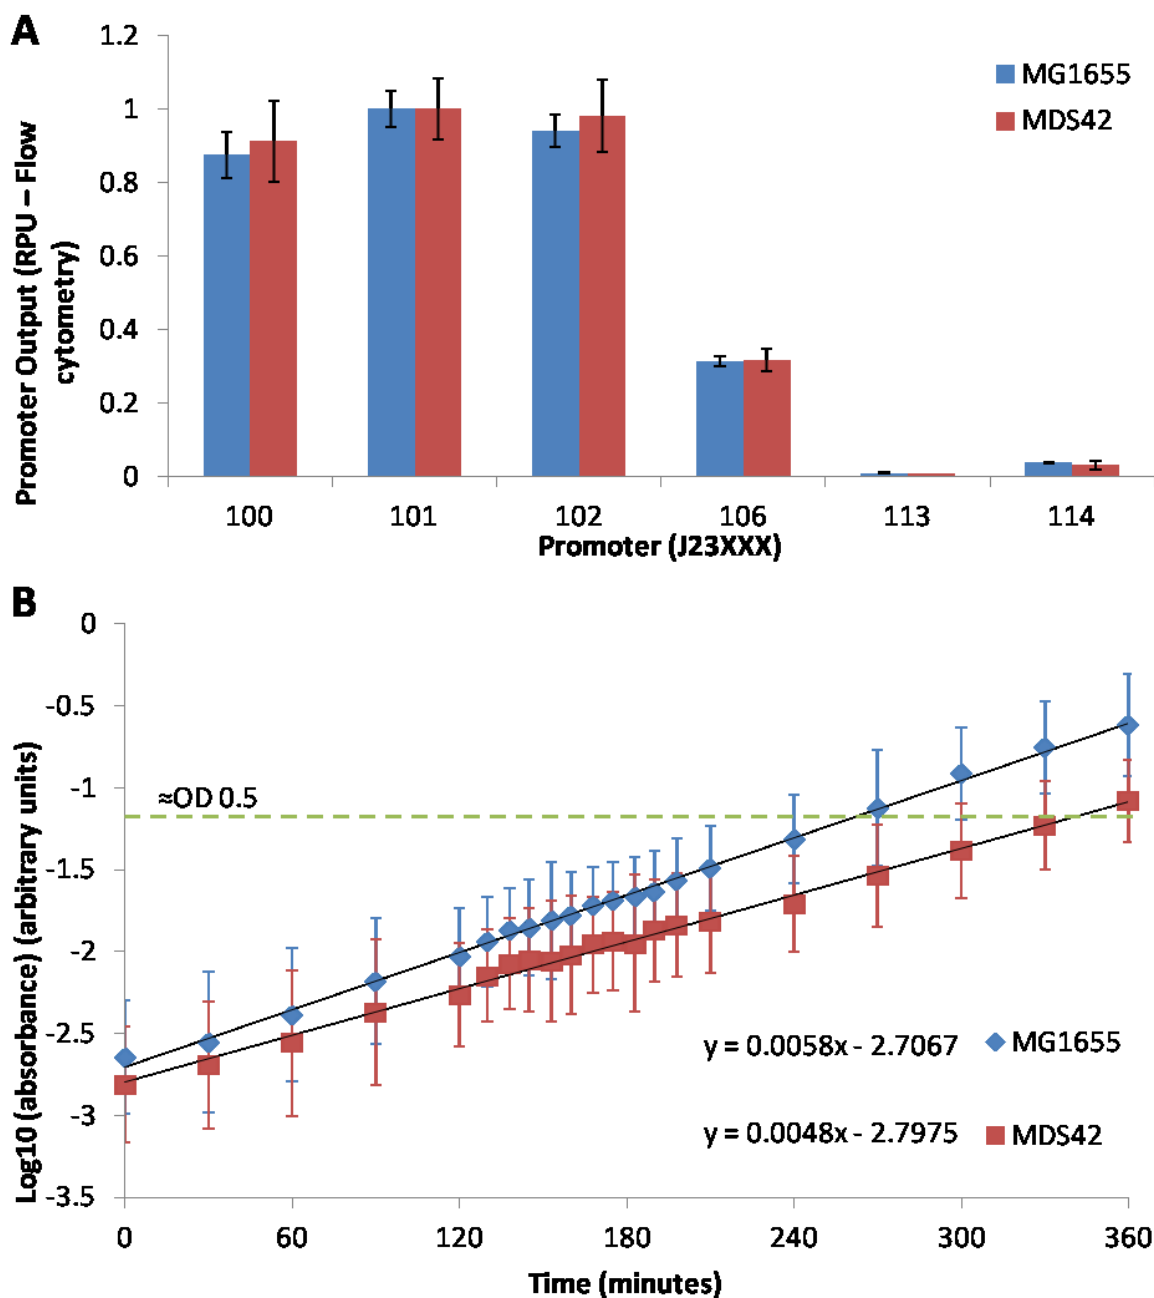 A
1.2
1
0.8
0.6
0.4
0.2
0
Promoter Output (RPU – Flow
cytometry)
MG1655
MDS42
100
101
102
106
113
114
Promoter (J23XXX)
B
0
-0.5
-1
-1.5
-2
-2.5
-3
-3.5
Log10 (absorbance) (arbitrary units)
≈OD 0.5
y = 0.0058x - 2.7067
MG1655
y = 0.0048x - 2.7975
MDS42
0
60
120
180
240
300
360
Time (minutes)